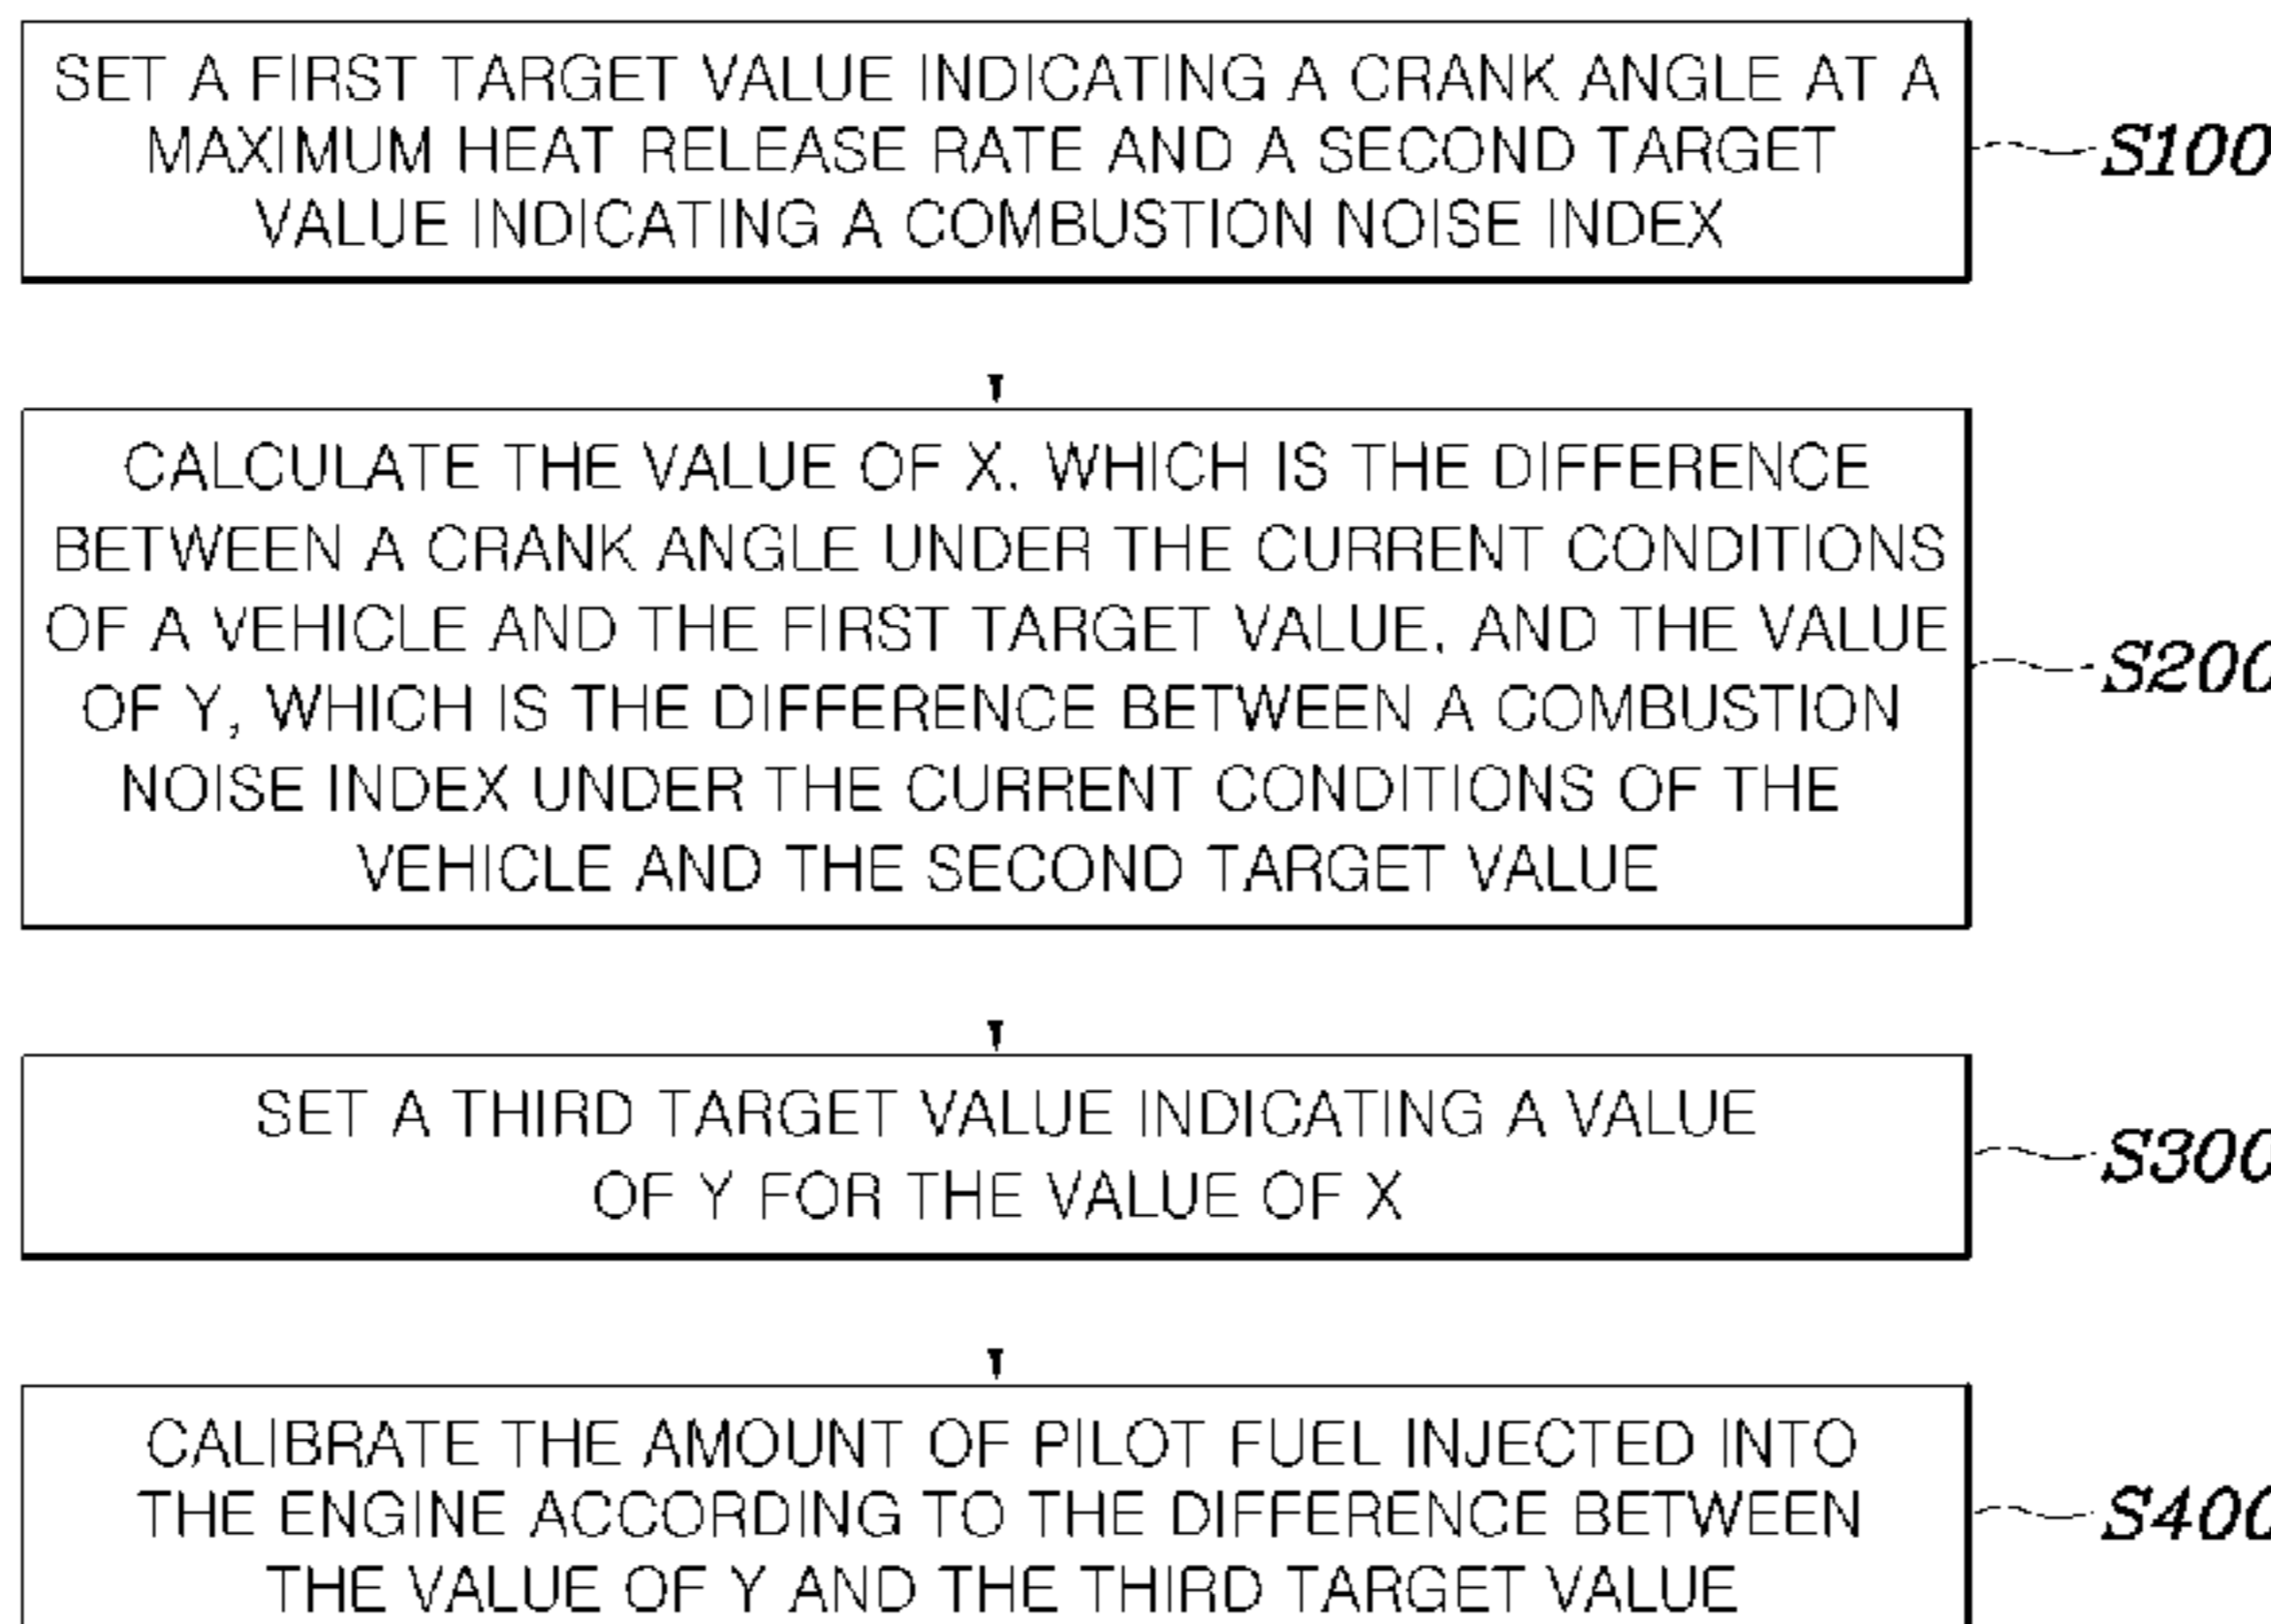 SET A FIRST TARGET VALUE INDICATING A CRANK ANGLE AT A
MAXIMUM HEAT RELEASE RATE AND A SECOND TARGET
VALUE INDICATING A COMBUSTION NOISE INDEX
S100
CALCULATE THE VALUE OF X. WHICH IS THE DIFFERENCE
BETWEEN A CRANK ANGLE UNDER THE CURRENT CONDITIONS
OF A VEHICLE AND THE FIRST TARGET VALUE, AND THE VALUE
OF Y, WHICH IS THE DIFFERENCE BETWEEN A COMBUSTION
NOISE INDEX UNDER THE CURRENT CONDITIONS OF THE
VEHICLE AND THE SECOND TARGET VALUE
S200
SET A THIRD TARGET VALUE INDICATING A VALUE
OF Y FOR THE VALUE OF X
S300
CALIBRATE THE AMOUNT OF PILOT FUEL INJECTED INTO
THE ENGINE ACCORDING TO THE DIFFERENCE BETWEEN
THE VALUE OF Y AND THE THIRD TARGET VALUE
S400